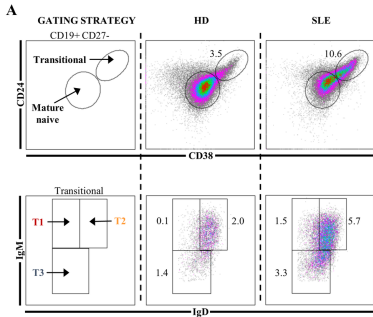 A
GATING STRATEGY HD SLE
CD19+ CD27-
Transitional
Mature
naive
3.5
10.6
CD24
CD38
Transitional
T1
T2
T3
0.1
2.0
1.4
1.5
5.7
3.3
IgM
IgD